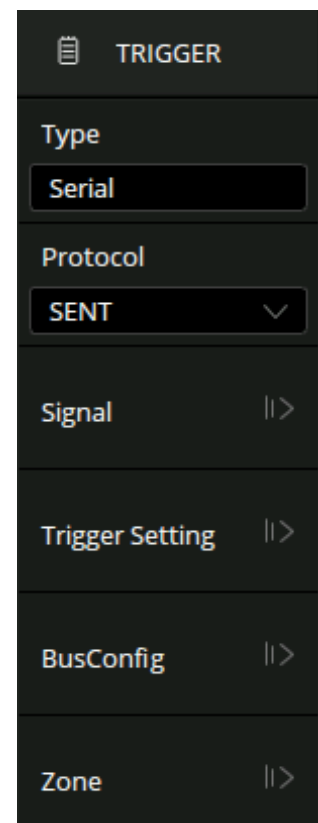 TRIGGER
Type
Serial
Protocol
SENT
Signal
Trigger Setting
BusConfig
Zone